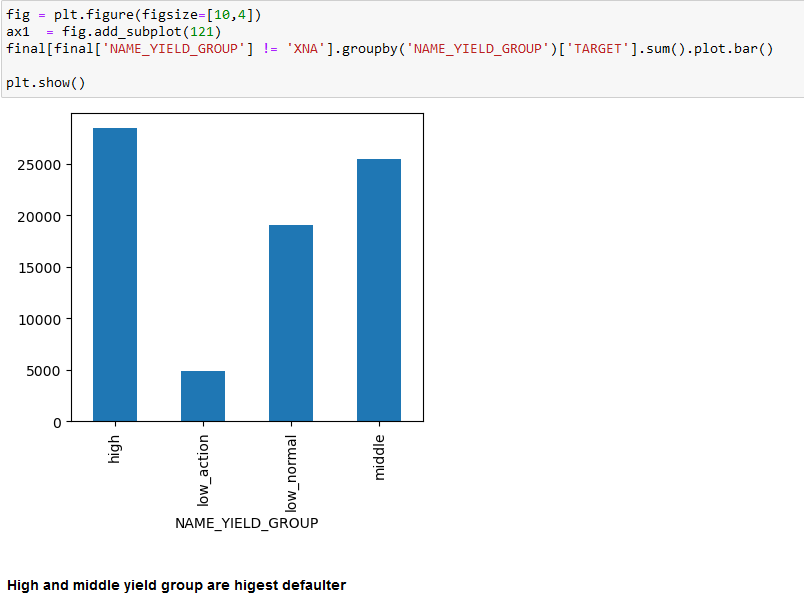 fig = plt.figure(figsize=[10,4])
ax1  = fig.add_subplot(121)
final[final['NAME_YIELD_GROUP'] != 'XNA'].groupby('NAME_YIELD_GROUP')['TARGET'].sum().plot.bar()
plt.show()
25000
20000
15000
10000
5000
0
high
low_action
low_normal
middle
NAME_YIELD_GROUP
High and middle yield group are higest defaulter